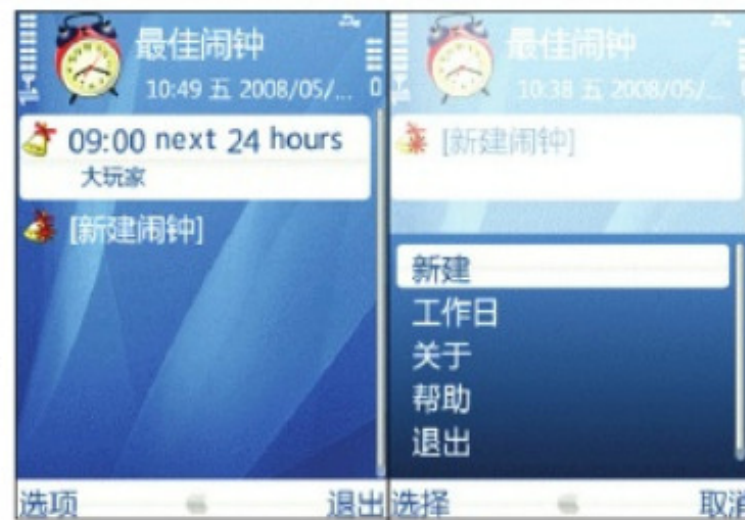 最佳闹钟
10:49 五 2008/05/...
09:00 next 24 hours
大玩家
[新建闹钟]
选项 退出
最佳闹钟
10:38 五 2008/05/...
[新建闹钟]
新建
工作日
关于
帮助
退出
选择 取消